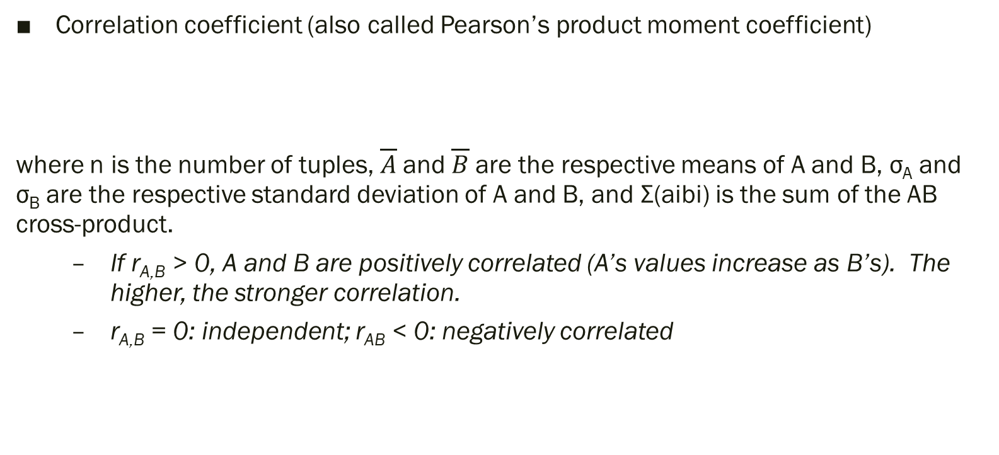 ■ Correlation coefficient (also called Pearson’s product moment coefficient)
where n is the number of tuples, A̅ and B̅ are the respective means of A and B, σA and
σB are the respective standard deviation of A and B, and Σ(aibi) is the sum of the AB
cross-product.
– If rA,B > 0, A and B are positively correlated (A’s values increase as B’s). The
higher, the stronger correlation.
– rA,B = 0: independent; rAB < 0: negatively correlated